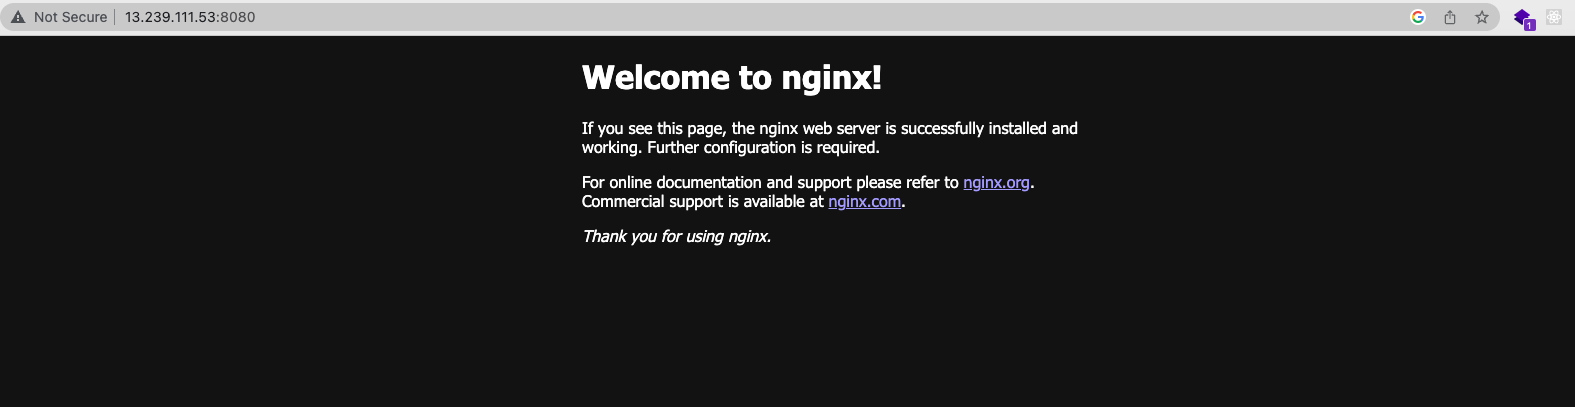 Not Secure | 13.239.111.53:8080
1
Welcome to nginx!
If you see this page, the nginx web server is successfully installed and
working. Further configuration is required.
For online documentation and support please refer to nginx.org.
Commercial support is available at nginx.com.
Thank you for using nginx.